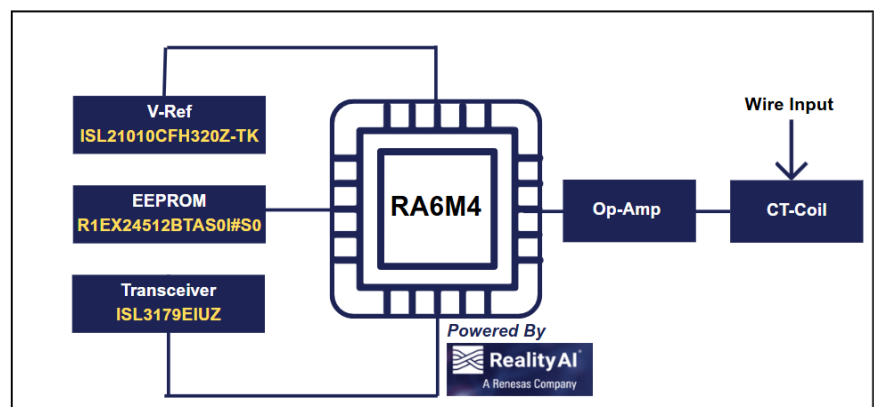 V-Ref
ISL21010CFH320Z-TK
EEPROM
R1EX24512BTAS0I#S0
Transceiver
ISL3179EIUZ
RA6M4
Op-Amp
Wire Input
CT-Coil
Powered By
RealityAI
A Renesas Company